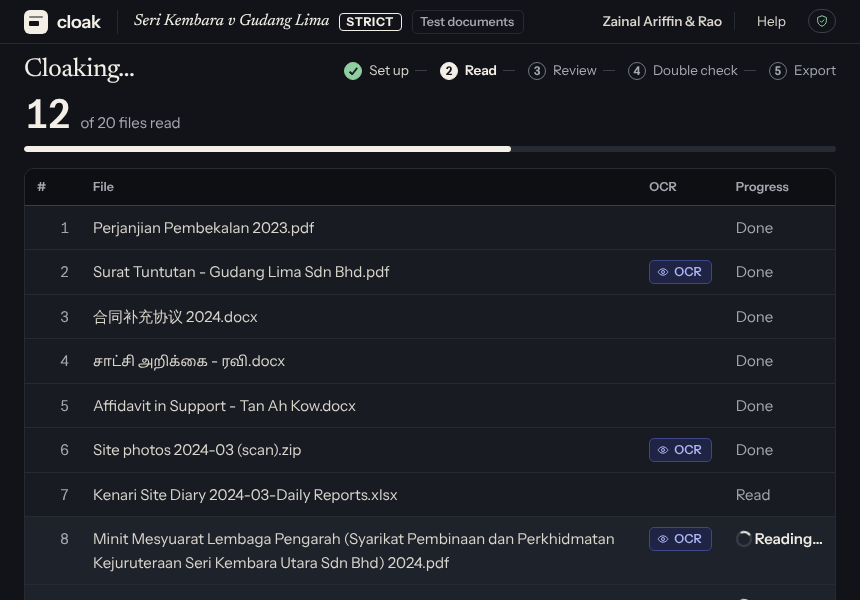 cloak Seri Kembara v Gudang Lima STRICT Test documents Zainal Ariffin & Rao Help
Cloaking... Set up 2 Read 3 Review 4 Double check 5 Export
12 of 20 files read
# File OCR Progress
1 Perjanjian Pembekalan 2023.pdf Done
2 Surat Tuntutan - Gudang Lima Sdn Bhd.pdf OCR Done
3 合同补充协议 2024.docx Done
4 சாட்சி அறிக்கை - ரவி.docx Done
5 Affidavit in Support - Tan Ah Kow.docx Done
6 Site photos 2024-03 (scan).zip OCR Done
7 Kenari Site Diary 2024-03-Daily Reports.xlsx Read
8 Minit Mesyuarat Lembaga Pengarah (Syarikat Pembinaan dan Perkhidmatan OCR Reading...
Kejuruteraan Seri Kembara Utara Sdn Bhd) 2024.pdf